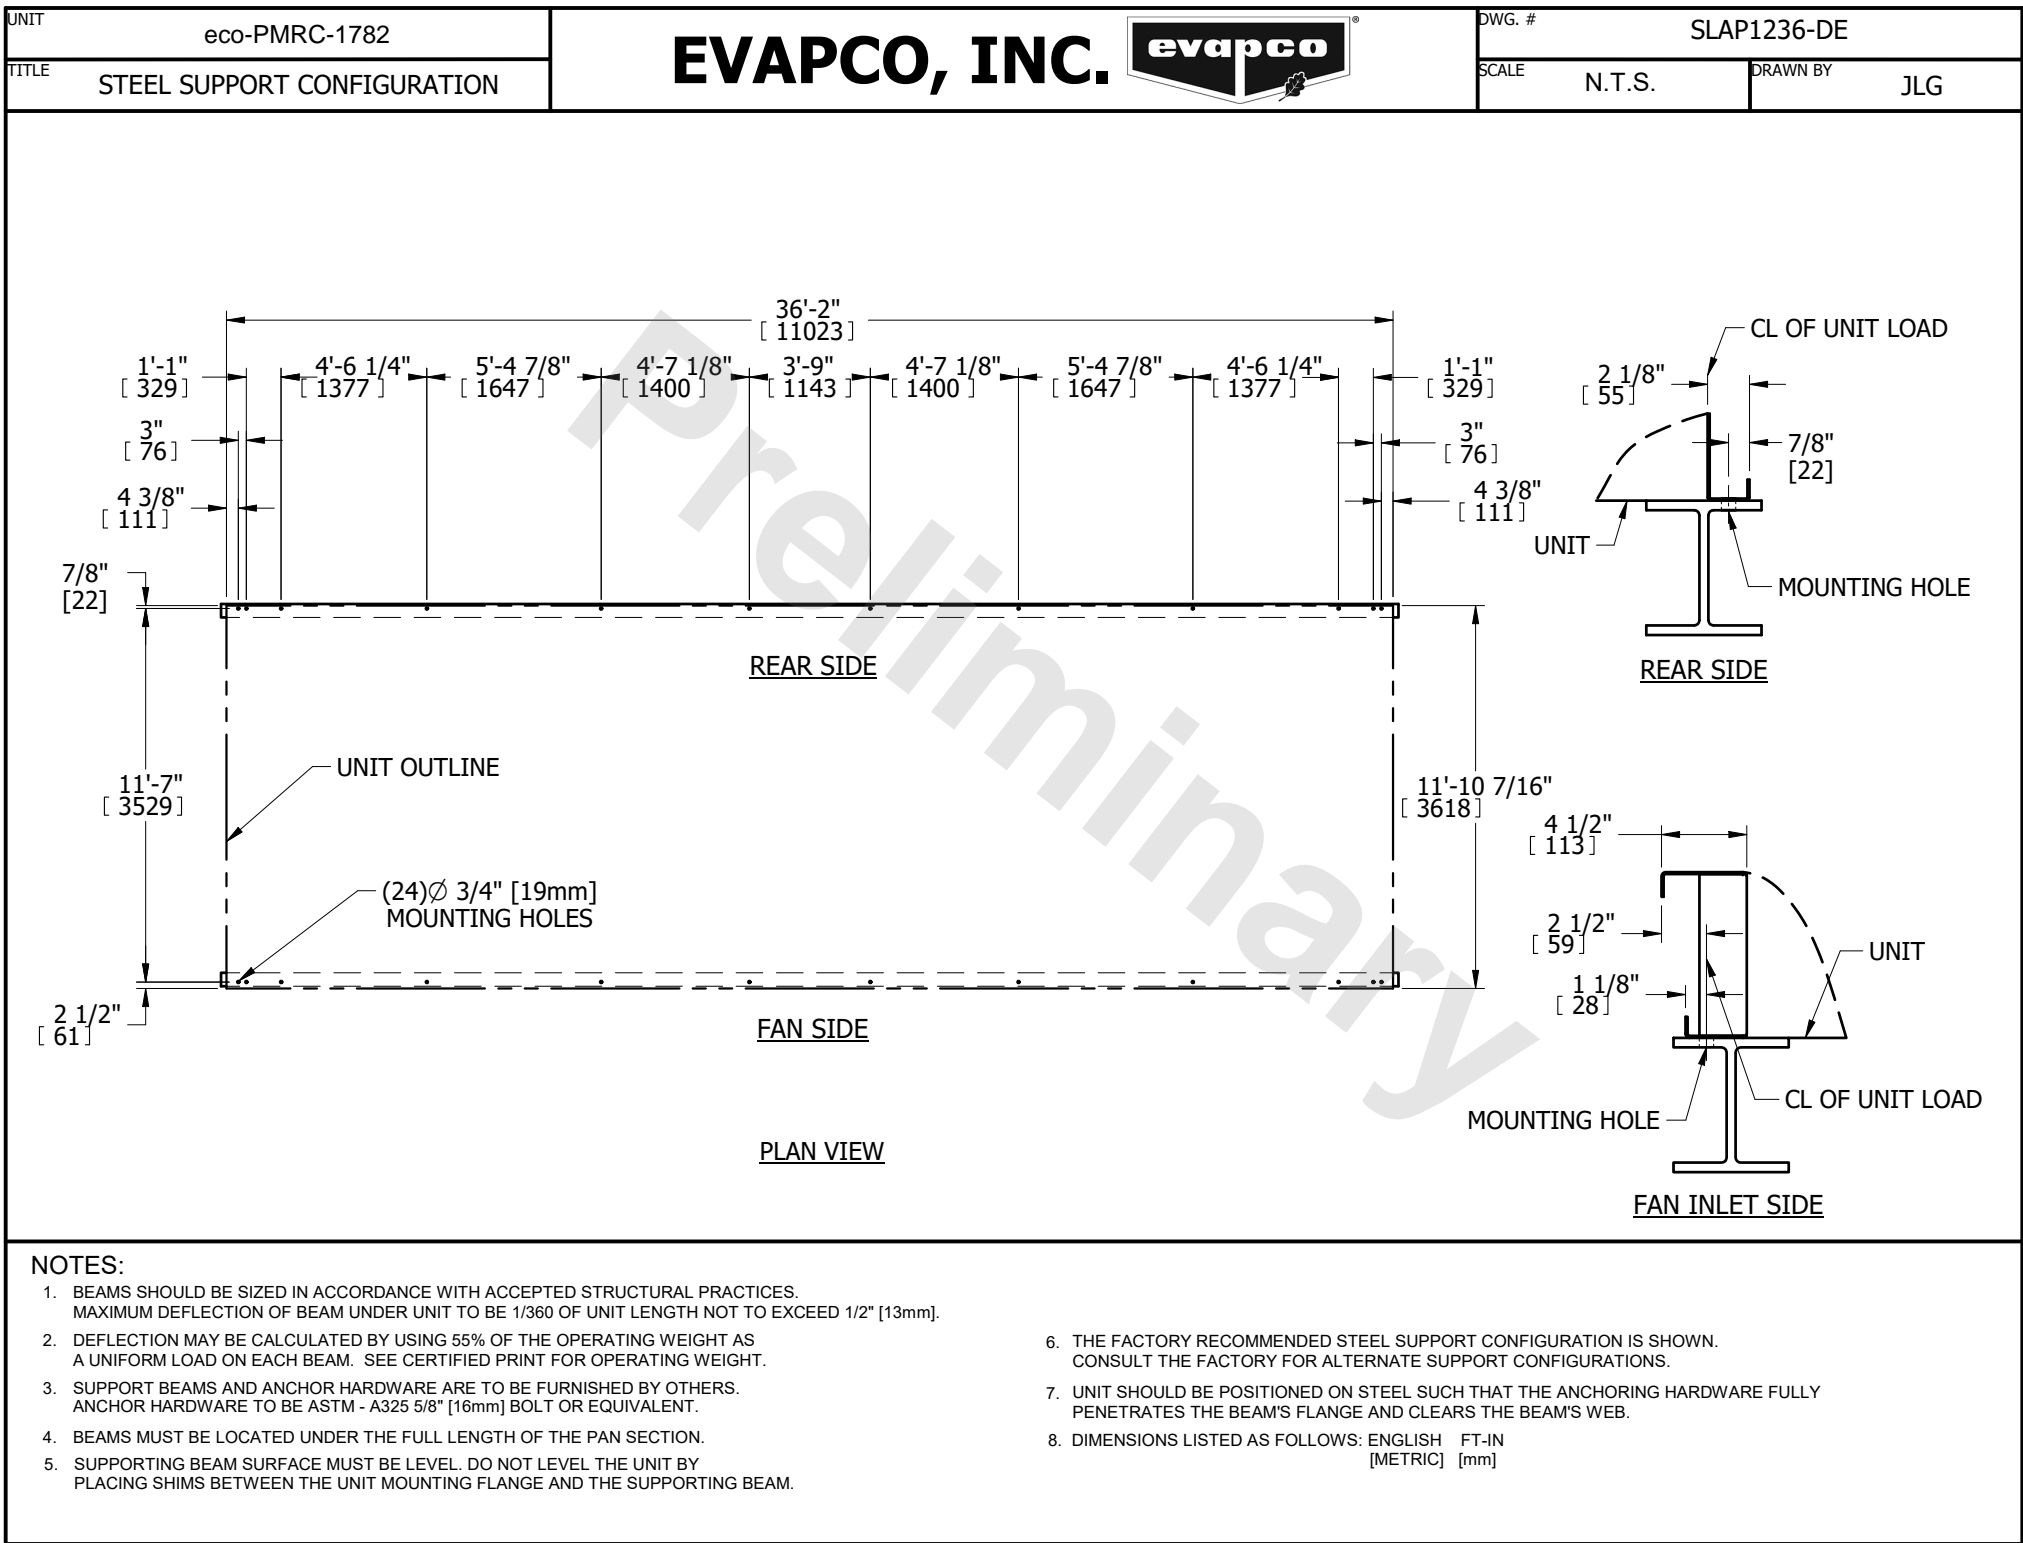 UNIT
eco-PMRC-1782
TITLE
STEEL SUPPORT CONFIGURATION
EVAPCO, INC.
evapco
®
DWG. #
SLAP1236-DE
SCALE
N.T.S.
DRAWN BY
JLG
36'-2"
[ 11023]
1'-1"
[ 329]
4'-6 1/4"
[ 1377 ]
5'-4 7/8"
[ 1647 ]
4'-7 1/8"
[ 1400 ]
3'-9"
[ 1143 ]
4'-7 1/8"
[ 1400 ]
5'-4 7/8"
[ 1647 ]
4'-6 1/4"
[ 1377 ]
1'-1"
[ 329]
3"
[ 76]
3"
[ 76]
4 3/8"
[ 111]
4 3/8"
[ 111]
7/8"
[22]
REAR SIDE
UNIT OUTLINE
11'-7"
[ 3529]
11'-10 7/16"
[ 3618]
(24)Ø 3/4" [19mm]
MOUNTING HOLES
2 1/2"
[ 61]
FAN SIDE
PLAN VIEW
Preliminary
CL OF UNIT LOAD
2 1/8"
[ 55]
7/8"
[22]
UNIT
MOUNTING HOLE
REAR SIDE
4 1/2"
[ 113]
2 1/2"
[ 59]
UNIT
1 1/8"
[ 28]
CL OF UNIT LOAD
MOUNTING HOLE
FAN INLET SIDE
NOTES:
1. BEAMS SHOULD BE SIZED IN ACCORDANCE WITH ACCEPTED STRUCTURAL PRACTICES.
MAXIMUM DEFLECTION OF BEAM UNDER UNIT TO BE 1/360 OF UNIT LENGTH NOT TO EXCEED 1/2" [13mm].
2. DEFLECTION MAY BE CALCULATED BY USING 55% OF THE OPERATING WEIGHT AS
A UNIFORM LOAD ON EACH BEAM. SEE CERTIFIED PRINT FOR OPERATING WEIGHT.
3. SUPPORT BEAMS AND ANCHOR HARDWARE ARE TO BE FURNISHED BY OTHERS.
ANCHOR HARDWARE TO BE ASTM - A325 5/8" [16mm] BOLT OR EQUIVALENT.
4. BEAMS MUST BE LOCATED UNDER THE FULL LENGTH OF THE PAN SECTION.
5. SUPPORTING BEAM SURFACE MUST BE LEVEL. DO NOT LEVEL THE UNIT BY
PLACING SHIMS BETWEEN THE UNIT MOUNTING FLANGE AND THE SUPPORTING BEAM.
6. THE FACTORY RECOMMENDED STEEL SUPPORT CONFIGURATION IS SHOWN.
CONSULT THE FACTORY FOR ALTERNATE SUPPORT CONFIGURATIONS.
7. UNIT SHOULD BE POSITIONED ON STEEL SUCH THAT THE ANCHORING HARDWARE FULLY
PENETRATES THE BEAM'S FLANGE AND CLEARS THE BEAM'S WEB.
8. DIMENSIONS LISTED AS FOLLOWS: ENGLISH FT-IN
[METRIC] [mm]